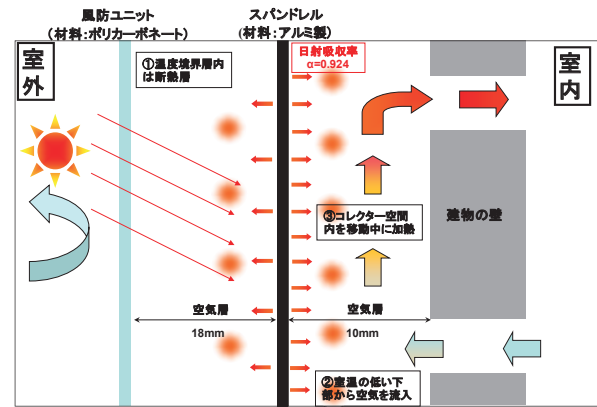 風防ユニット
(材料:ポリカーボネート)
スパンドレル
(材料:アルミ製)
室外
①温度境界層内
は断熱層
日射吸収率
α=0.924
室内
③コレクター空間
内を移動中に加熱
建物の壁
空気層
18mm
空気層
10mm
②室温の低い下
部から空気を流入